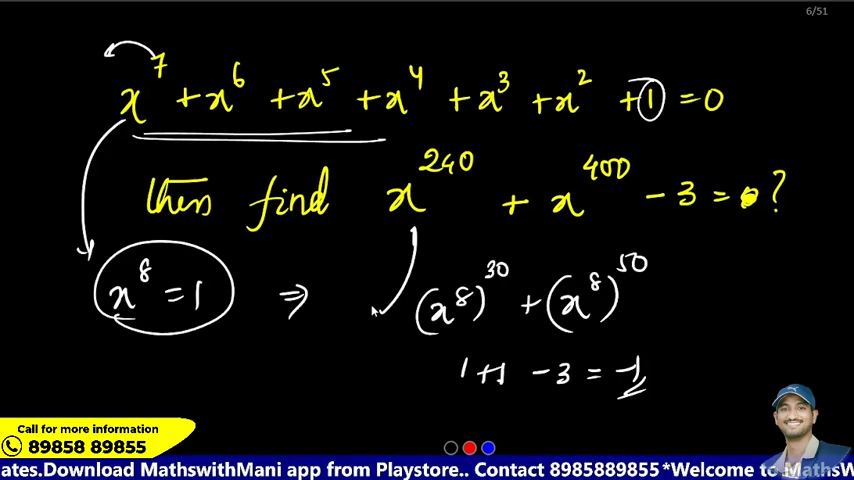 6/51
x⁷ + x⁶ + x⁵ + x⁴ + x³ + x² + 1 = 0
then find x²⁴⁰ + x⁴⁰⁰ - 3 = ?
x⁸ = 1 ⇒ (x⁸)³⁰ + (x⁸)⁵⁰
1 + 1 - 3 = -1
Call for more information
89858 89855
ates.Download MathswithMani app from Playstore.. Contact 8985889855*Welcome to MathsW